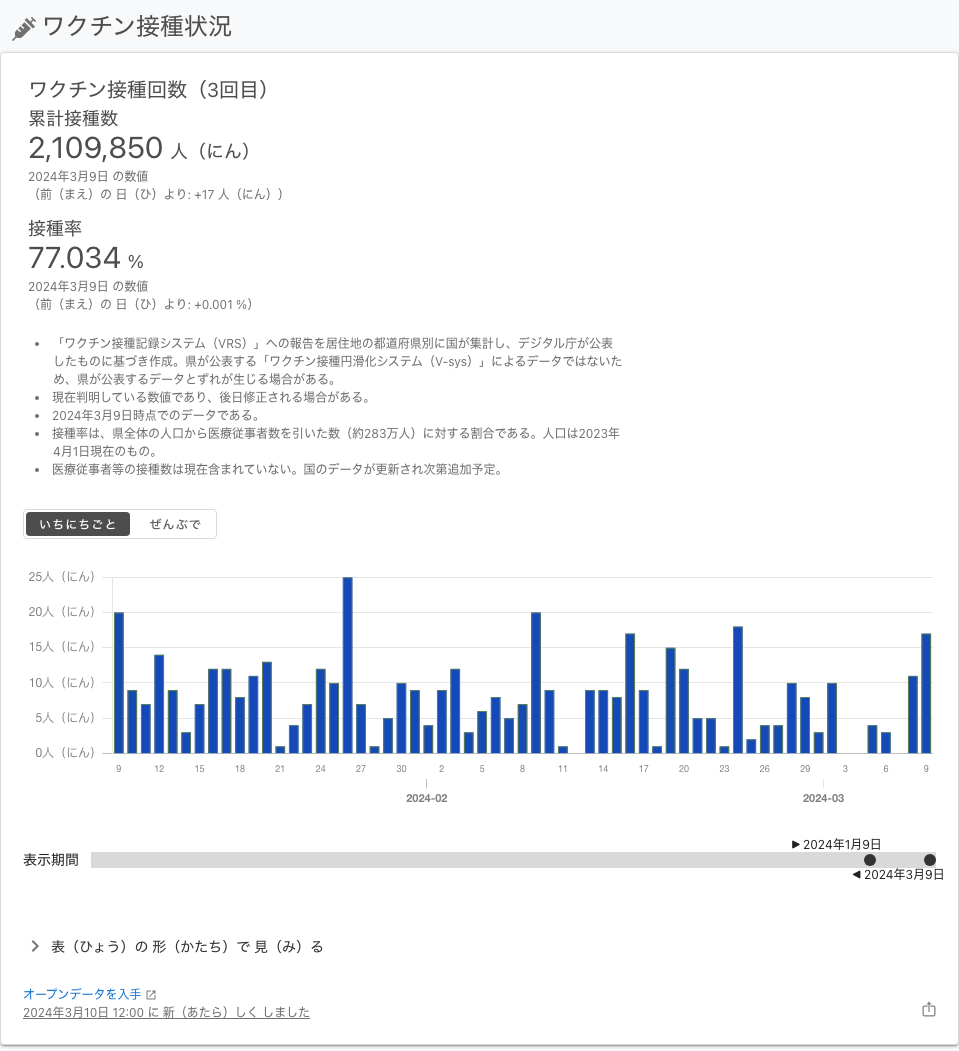 ワクチン接種状況
ワクチン接種回数（3回目）
累計接種数
2,109,850 人（にん）
2024年3月9日 の数値
（前（まえ）の 日（ひ）より: +17 人（にん））
接種率
77.034 %
2024年3月9日 の数値
（前（まえ）の 日（ひ）より: +0.001 %）
「ワクチン接種記録システム（VRS）」への報告を居住地の都道府県別に国が集計し、デジタル庁が公表
したものに基づき作成。県が公表する「ワクチン接種円滑化システム（V-sys）」によるデータではないた
め、県が公表するデータとずれが生じる場合がある。
現在判明している数値であり、後日修正される場合がある。
2024年3月9日時点でのデータである。
接種率は、県全体の人口から医療従事者数を引いた数（約283万人）に対する割合である。人口は2023年
4月1日現在のもの。
医療従事者等の接種数は現在含まれていない。国のデータが更新され次第追加予定。
いちにちごと ぜんぶで
25人（にん）
20人（にん）
15人（にん）
10人（にん）
5人（にん）
0人（にん）
9 12 15 18 21 24 27 30 2 5 8 11 14 17 20 23 26 29 3 6 9
2024-02 2024-03
▶ 2024年1月9日
表示期間
◀ 2024年3月9日
表（ひょう）の 形（かたち）で 見（み）る
オープンデータを入手
2024年3月10日 12:00 に 新（あたら）しく しました